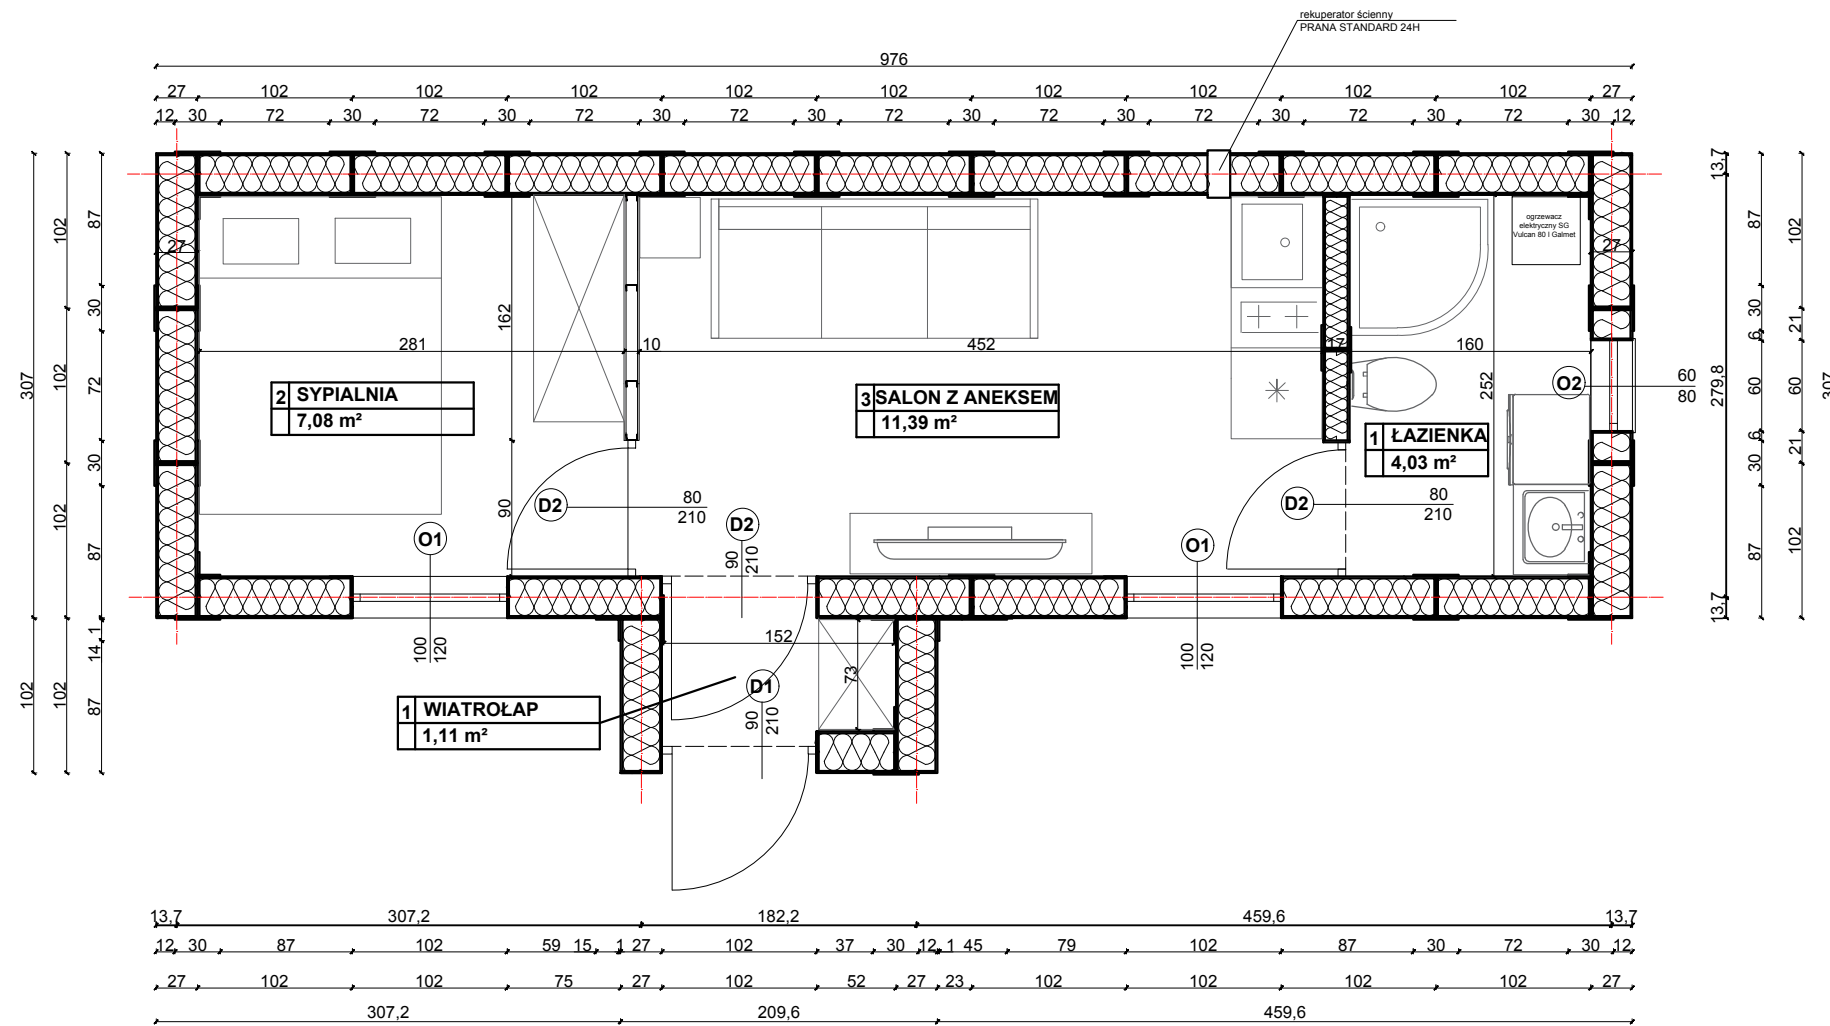 rekuperator ścienny
PRANA STANDARD 24H
976
27 102 102 102 102 102 102 102 102 102 27
12 30 72 30 72 30 72 30 72 30 72 30 72 30 72 30 72 30 72 30 12
307
102
102 102 102 102
87 30 72 30 87 14,1 87
27
281
162
90
10
452
17
160
252
27
ogrzewacz
elektryczny SG
Vulcan 80 l Galmet
2 SYPIALNIA
7,08 m²
3 SALON Z ANEKSEM
11,39 m²
1 ŁAZIENKA
4,03 m²
O2
60
80
D2
80
210
D2
90
210
D2
80
210
O1
100
120
O1
100
120
152
73
D1
90
210
1 WIATROŁAP
1,11 m²
13,7 279,8 13,7
87 30 6 60 6 30 87
102 21 60 21 102
307
13,7 307,2 182,2 459,6 13,7
12 30 87 102 59 15 1 27 102 37 30 12 1 45 79 102 87 30 72 30 12
27 102 102 75 27 102 52 27 23 102 102 102 102 27
307,2 209,6 459,6